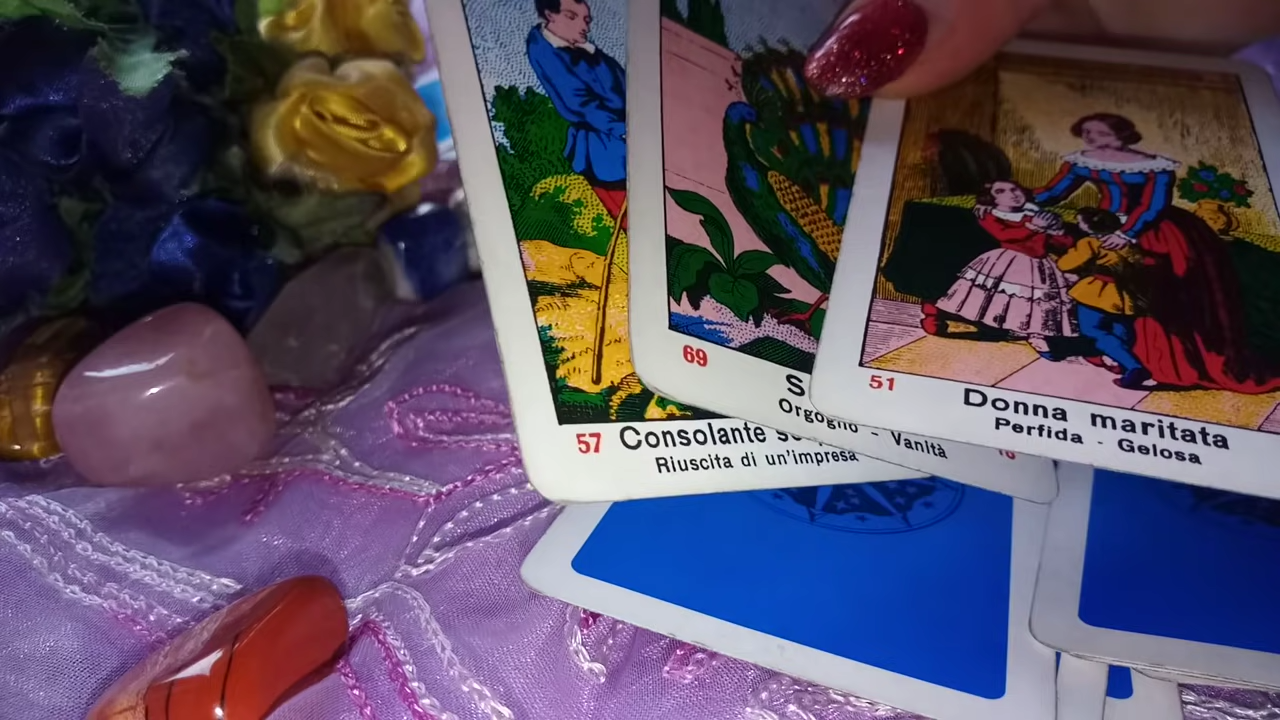 57 Consolante
Riuscita di un'impresa
69
Orgoglio - Vanità
51 Donna maritata
Perfida - Gelosa